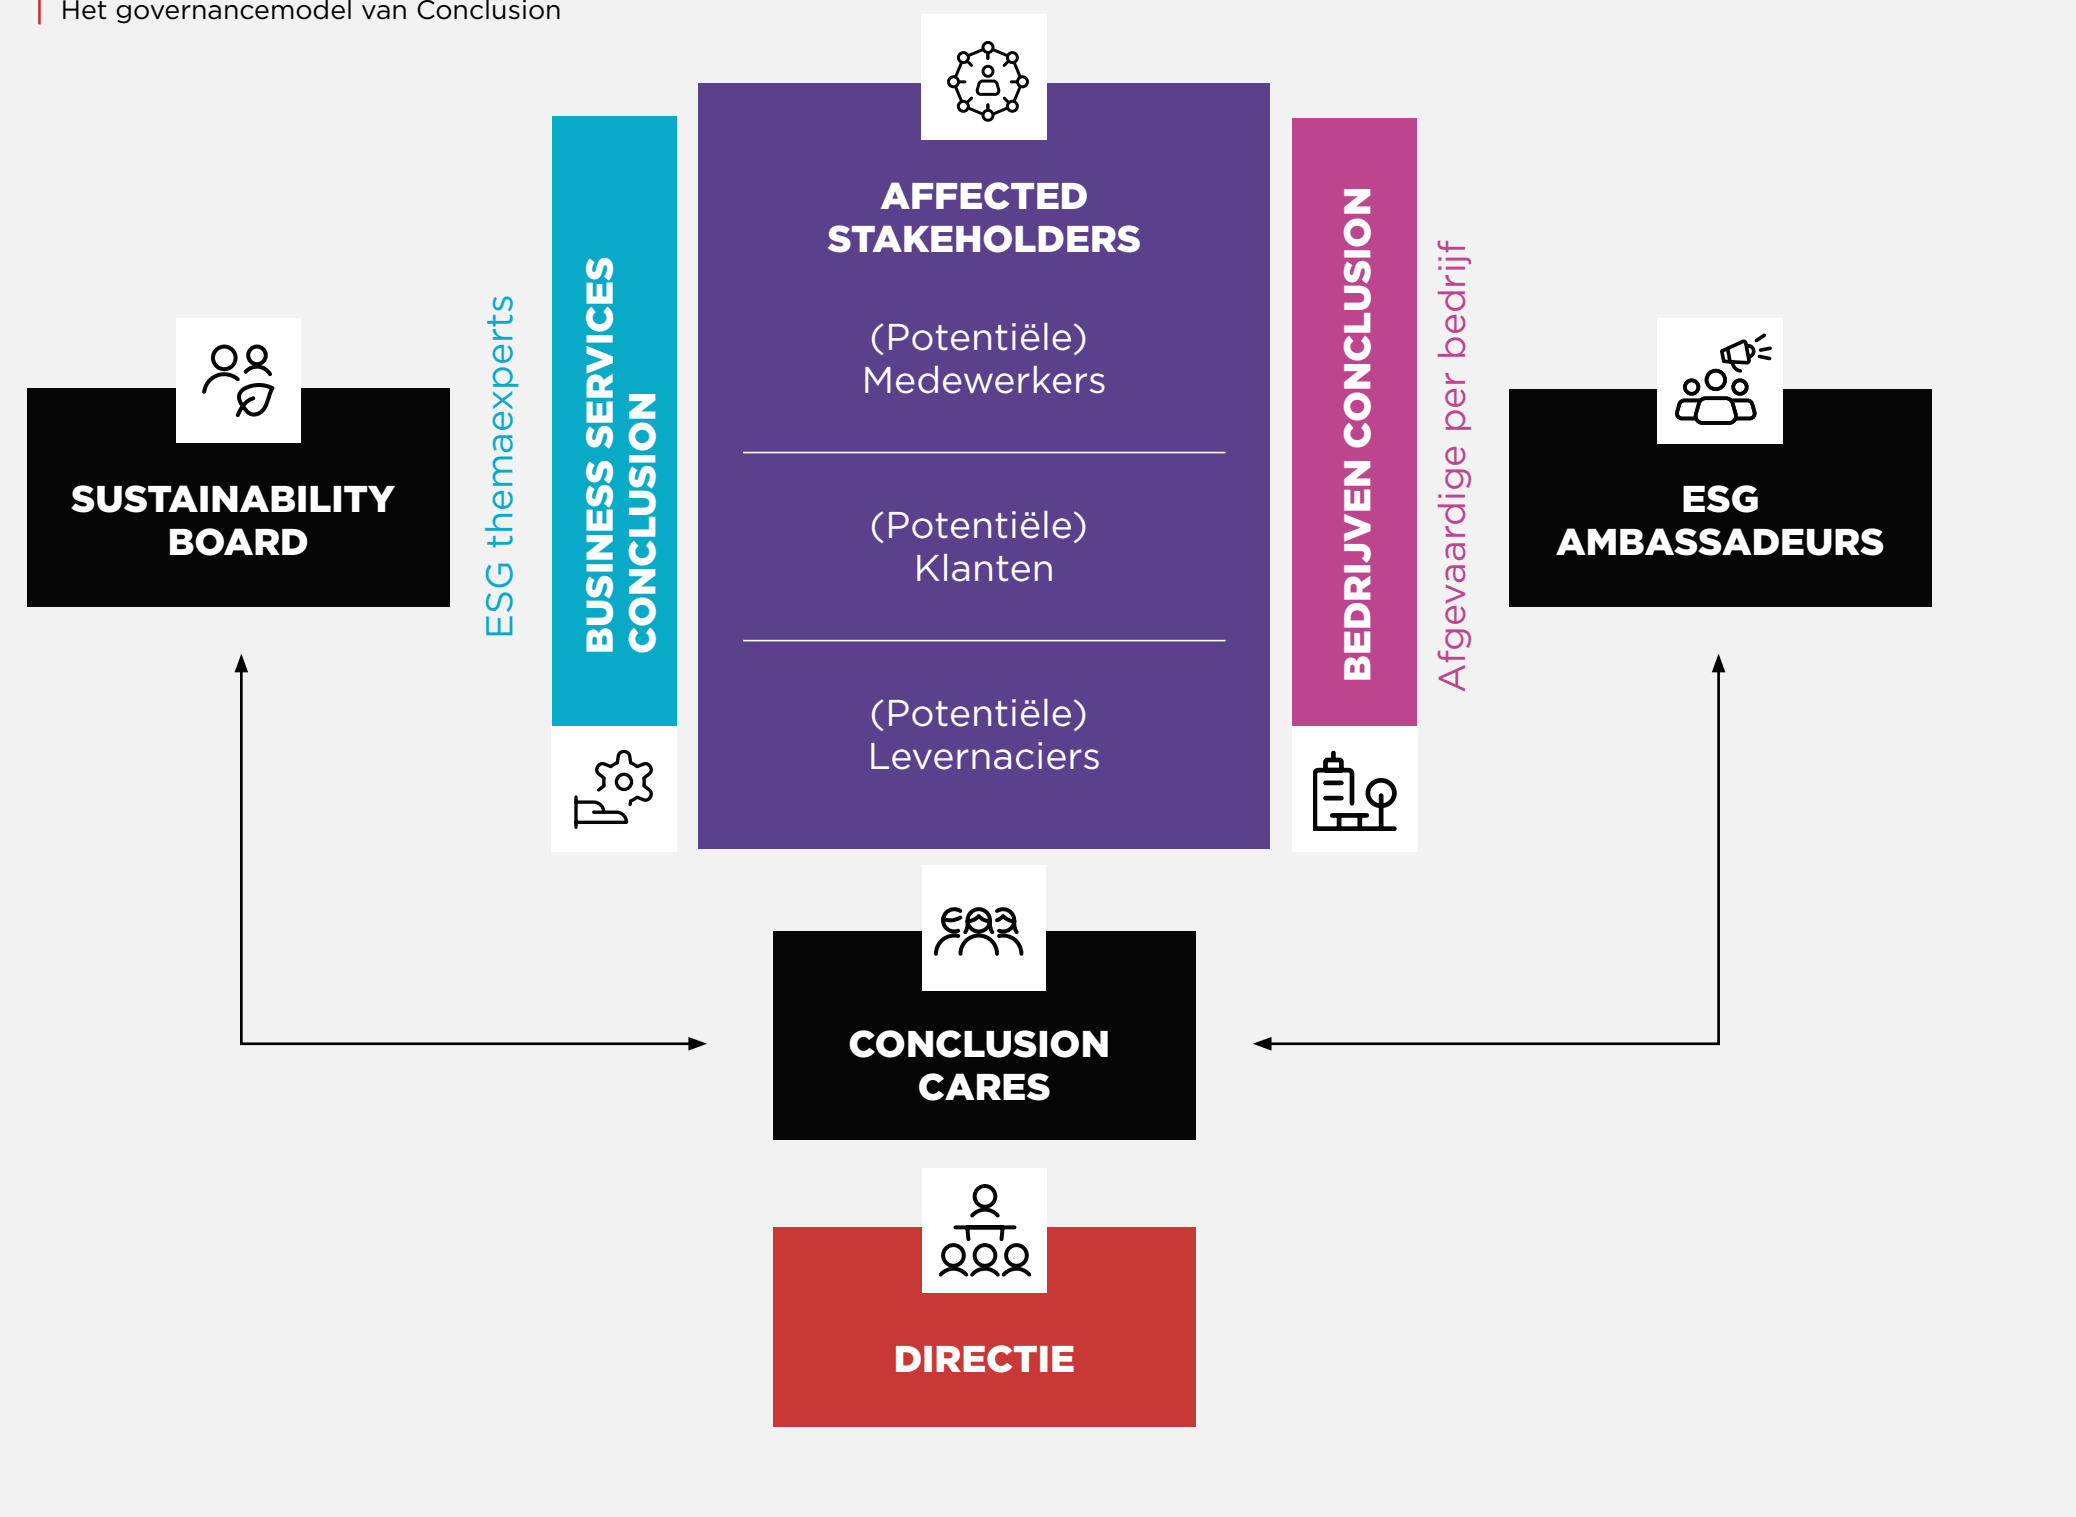 Het governancemodel van Conclusion
AFFECTED
STAKEHOLDERS
(Potentiële)
Medewerkers
(Potentiële)
Klanten
(Potentiële)
Levernaciers
SUSTAINABILITY
BOARD
ESG themaexperts
BUSINESS SERVICES
CONCLUSION
BEDRIJVEN CONCLUSION
Afgevaardige per bedrijf
ESG
AMBASSADEURS
CONCLUSION
CARES
DIRECTIE